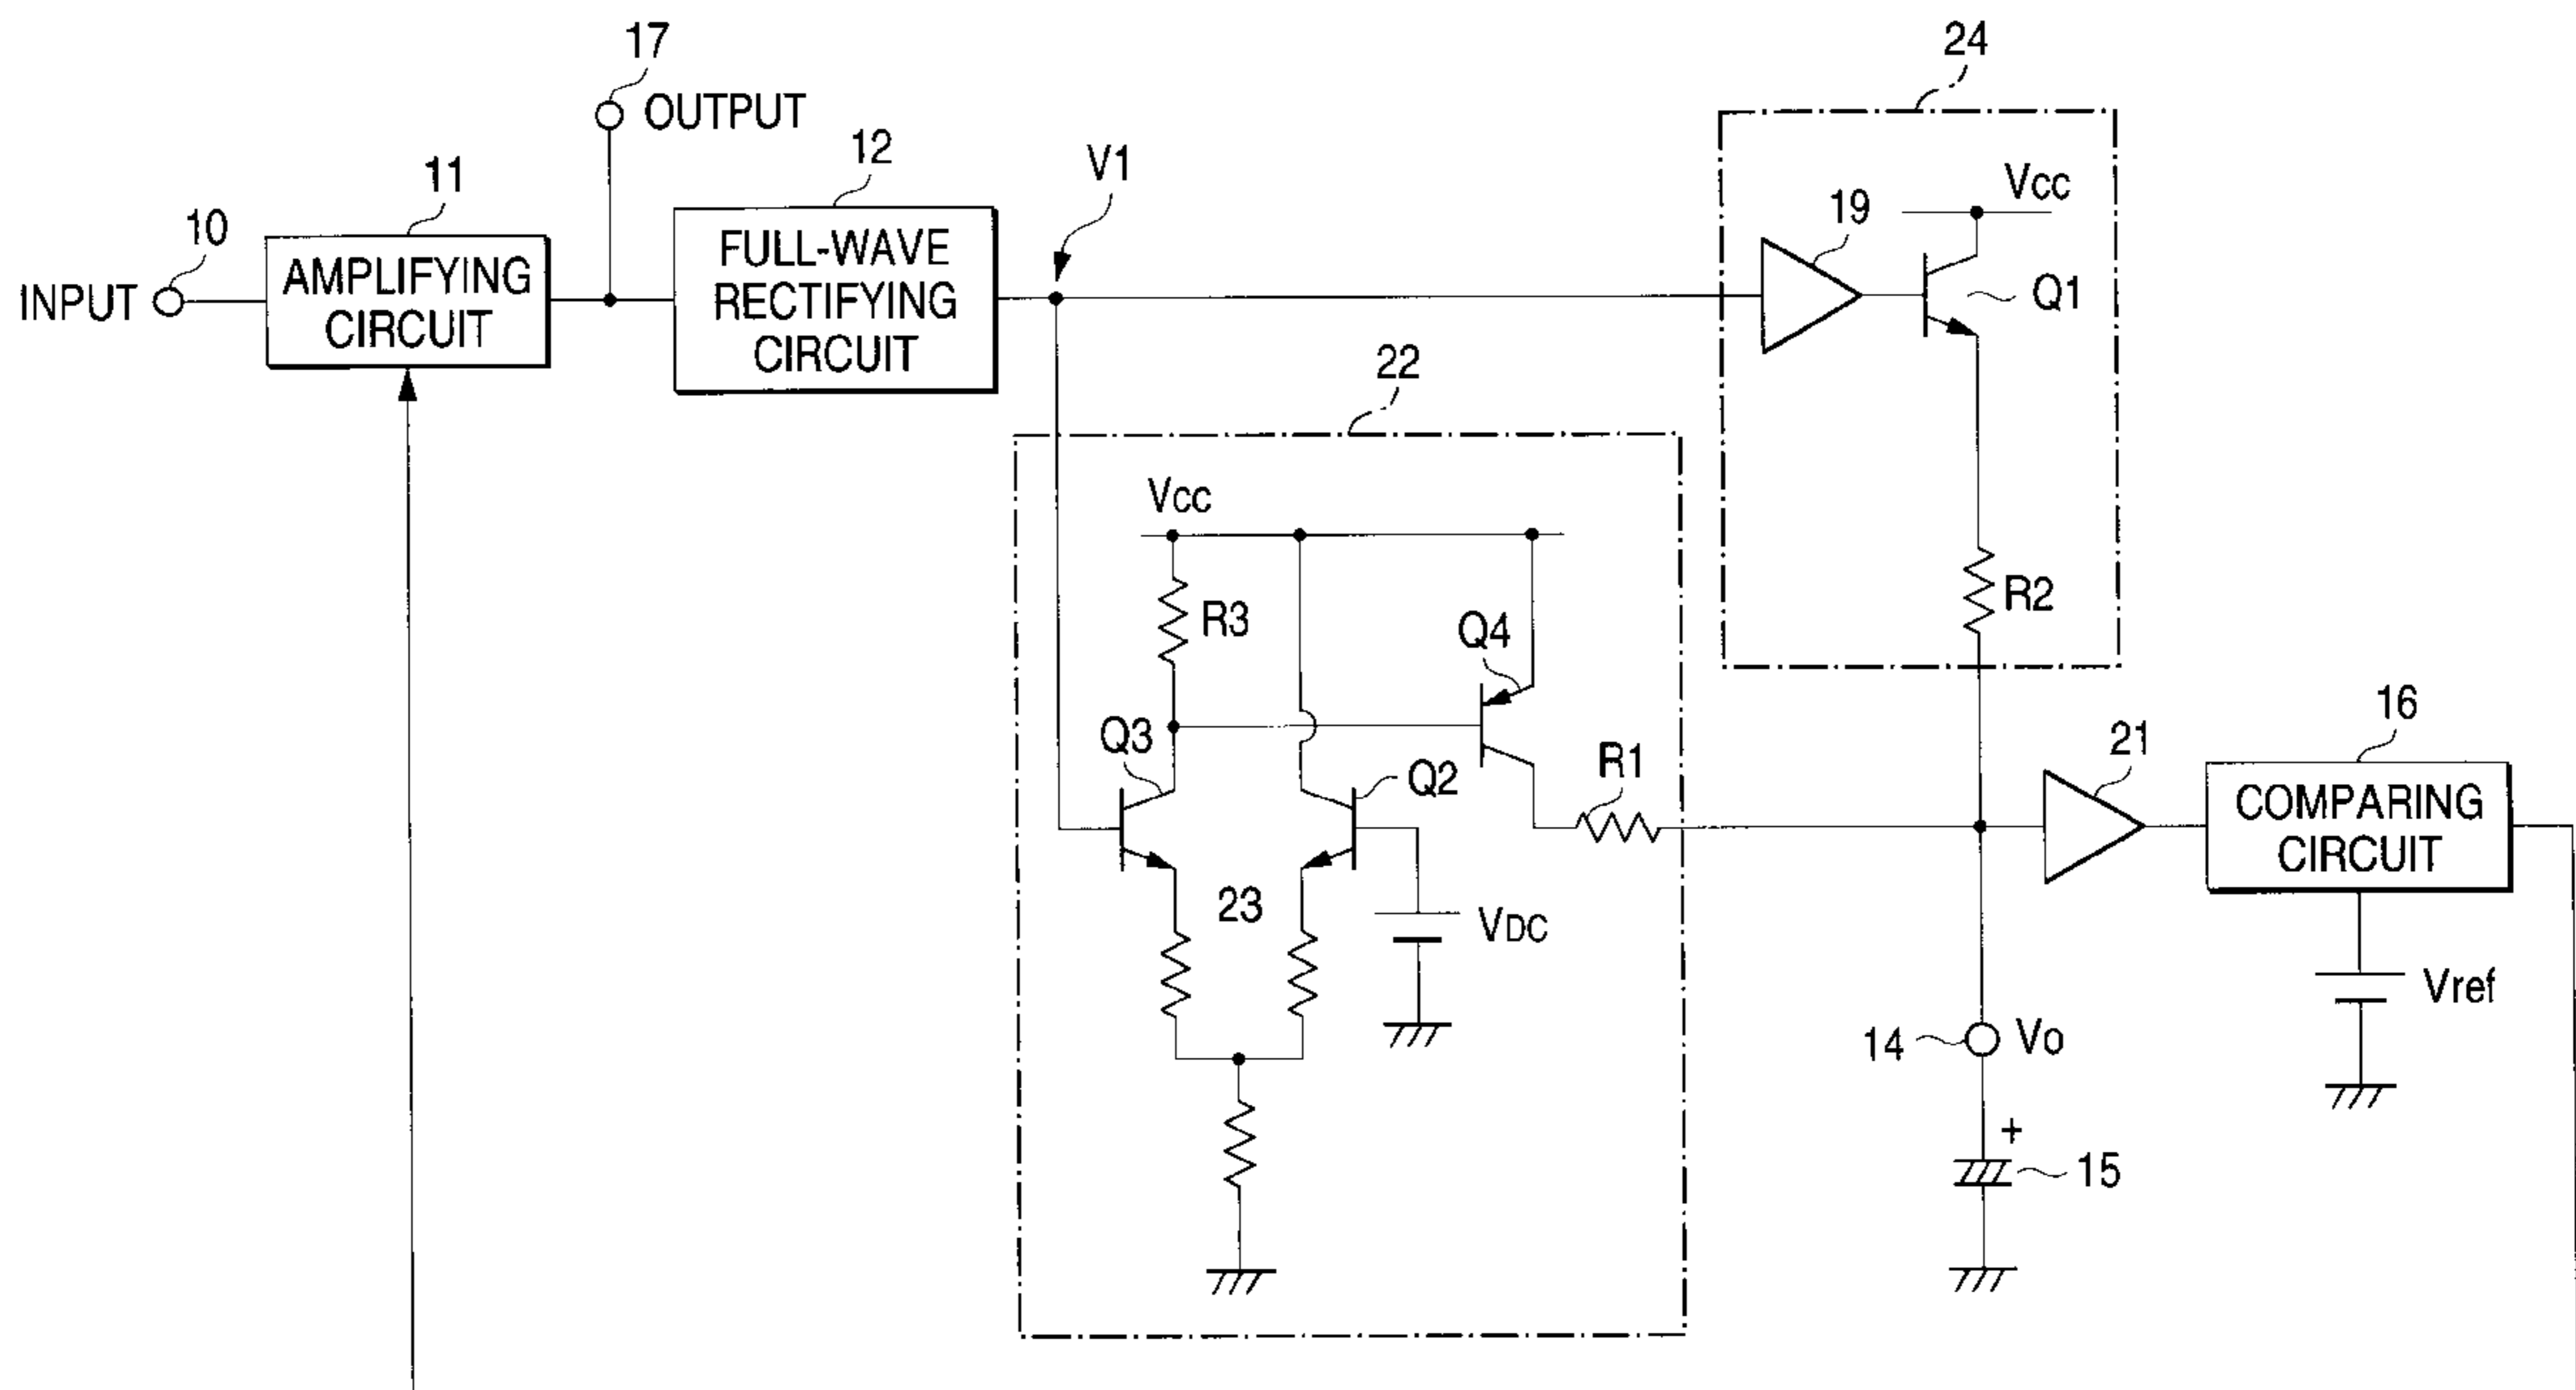 17
24
OUTPUT
12
V1
11
Vcc
10
19
FULL-WAVE
RECTIFYING
CIRCUIT
AMPLIFYING
CIRCUIT
INPUT
Q1
22
Vcc
R2
R3
Q4
16
Q3
21
R1
Q2
COMPARING
CIRCUIT
23
VDC
Vref
14
Vo
+
15